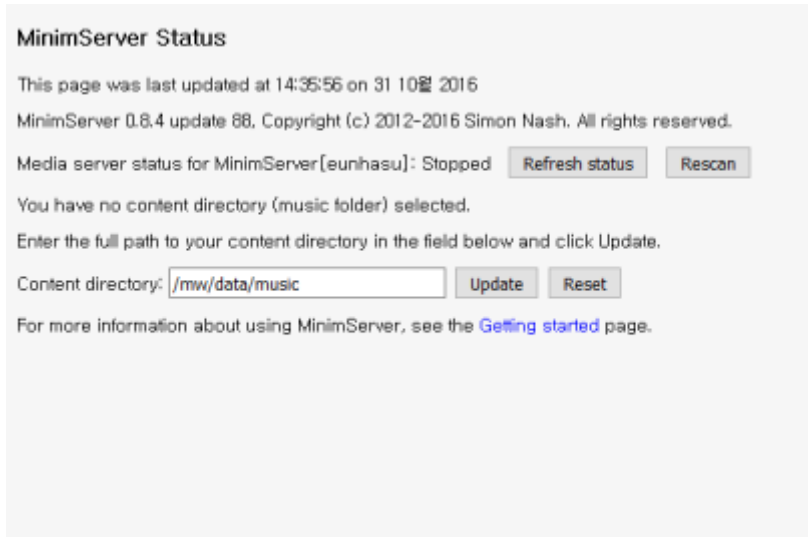 MinimServer Status
This page was last updated at 14:35:56 on 31 10월 2016
MinimServer 0.8.4 update 88, Copyright (c) 2012-2016 Simon Nash. All rights reserved.
Media server status for MinimServer[eunhasu]: Stopped Refresh status Rescan
You have no content directory (music folder) selected.
Enter the full path to your content directory in the field below and click Update.
Content directory: /mw/data/music Update Reset
For more information about using MinimServer, see the Getting started page.